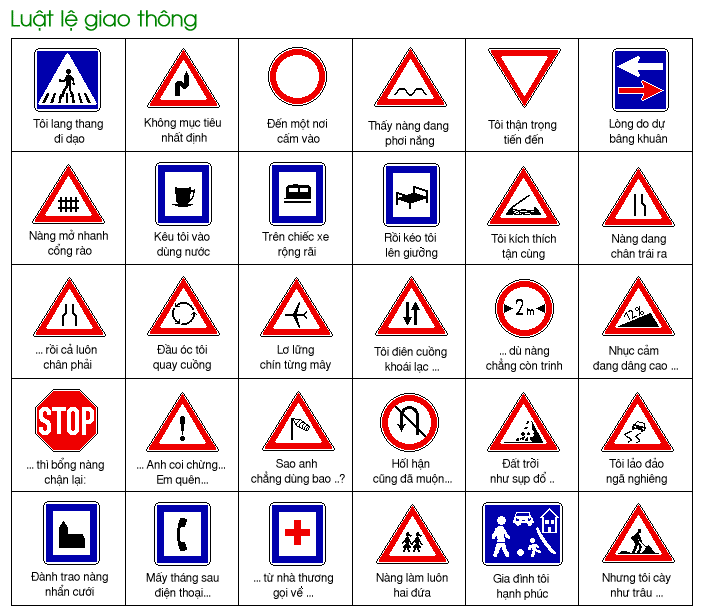 Luật lệ giao thông
Tôi lang thang
đi dạo
Không mục tiêu
nhất định
Đến một nơi
cấm vào
Thấy nàng đang
phơi nắng
Tôi thận trọng
tiến đến
Lòng do dự
bâng khuân
Nàng mở nhanh
cổng rào
Kêu tôi vào
dùng nước
Trên chiếc xe
rộng rãi
Rồi kéo tôi
lên giường
Tôi kích thích
tận cùng
Nàng dang
chân trái ra
... rồi cả luôn
chân phải
Đầu óc tôi
quay cuồng
Lơ lững
chín từng mây
Tôi điên cuồng
khoái lạc ...
2 m
... dù nàng
chẳng còn trinh
12%
Nhục cảm
đang dâng cao ...
STOP
... thì bổng nàng
chận lại:
... Anh coi chừng...
Em quên...
Sao anh
chẳng dùng bao ..?
Hối hận
cũng đã muộn...
Đất trời
như sụp đổ ..
Tôi lảo đảo
ngã nghiêng
Đành trao nàng
nhẩn cưới
Mấy tháng sau
điện thoại...
... từ nhà thương
gọi về ...
Nàng làm luôn
hai đứa
Gia đình tôi
hạnh phúc
Nhưng tôi cày
như trâu ...